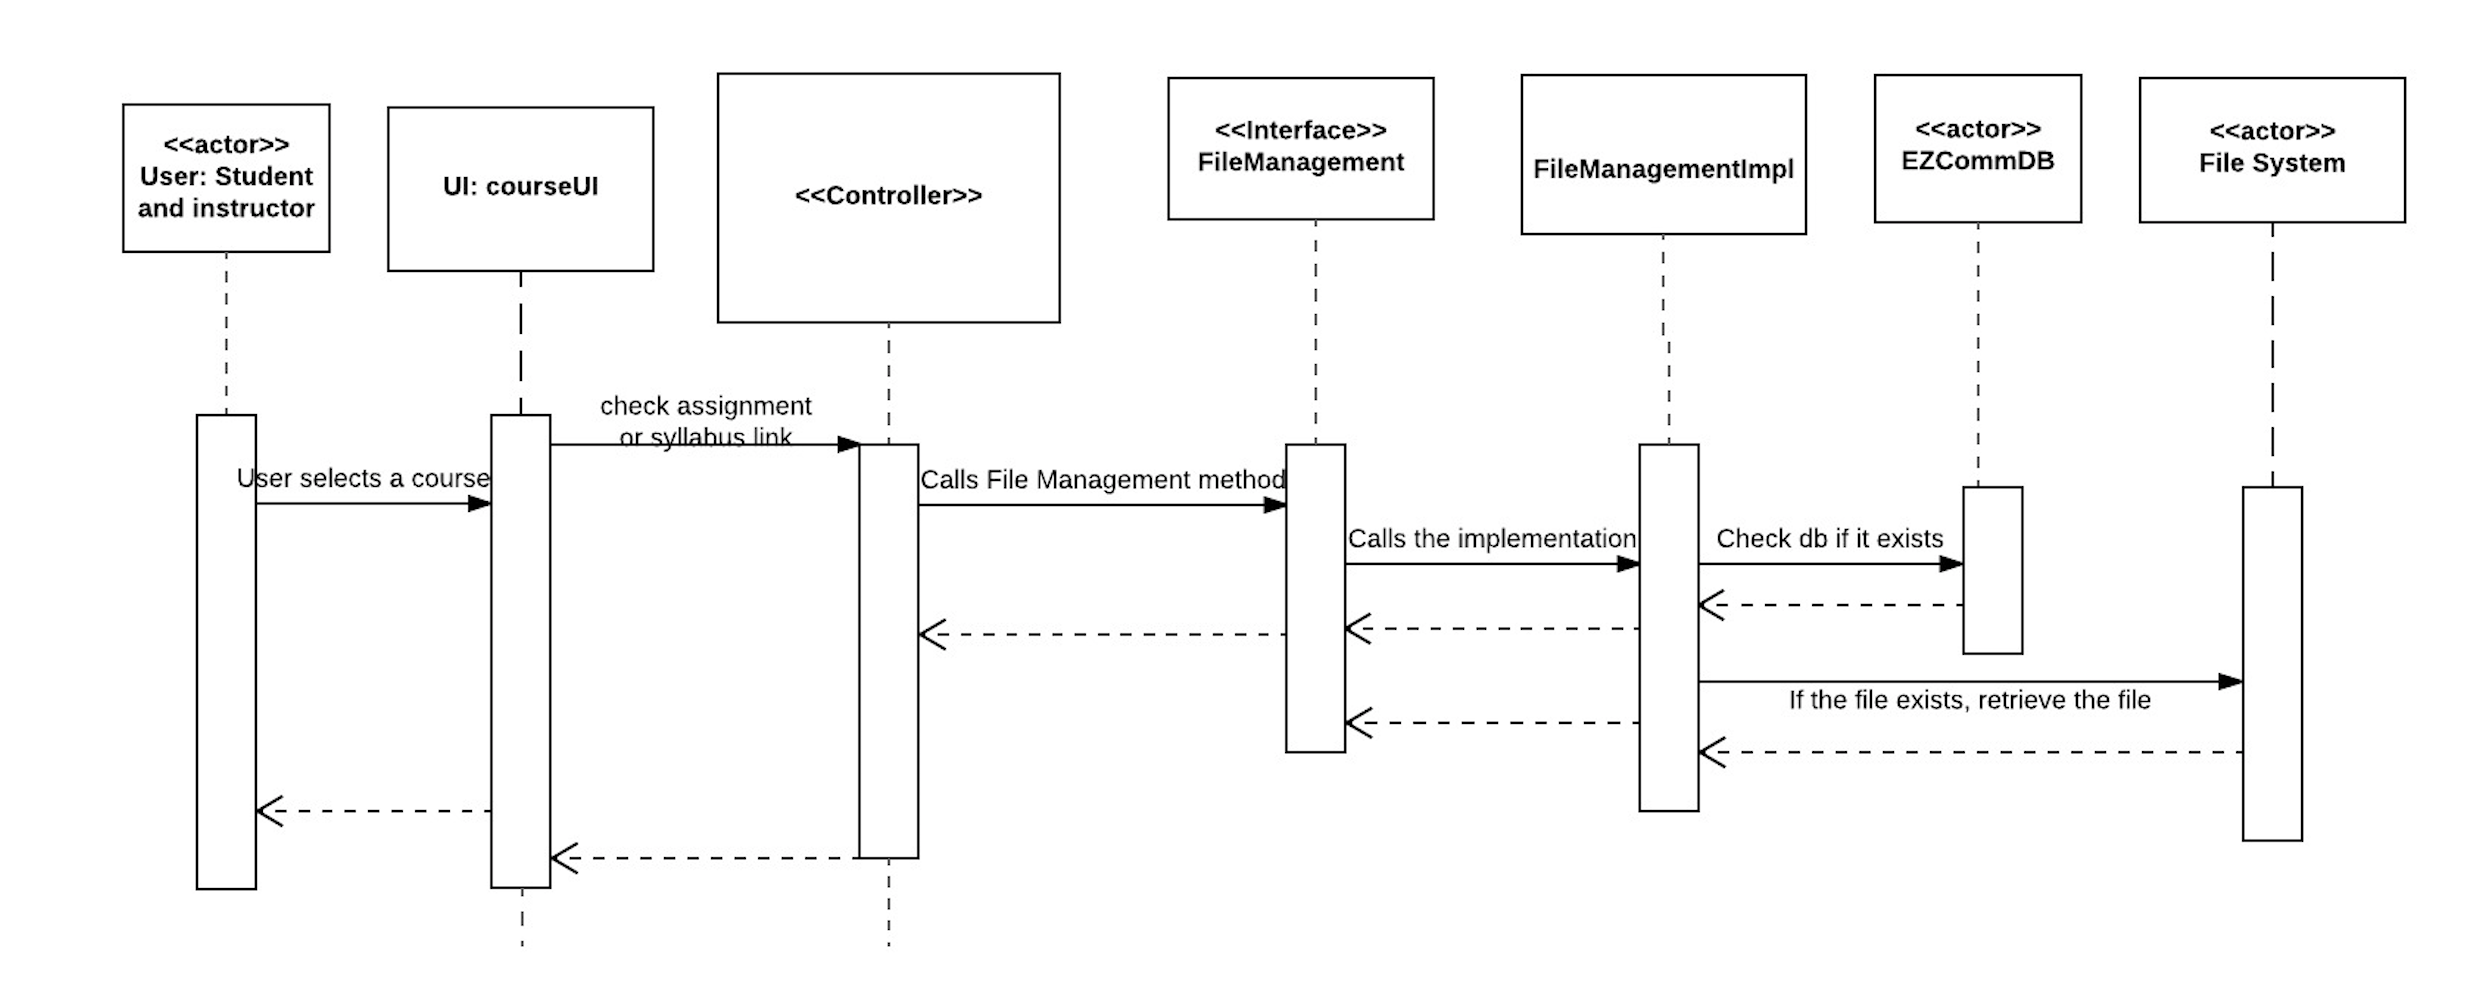 <<actor>>
User: Student
and instructor
UI: courseUI
<<Controller>>
<<Interface>>
FileManagement
FileManagementImpl
<<actor>>
EZCommDB
<<actor>>
File System
check assignment
or syllabus link
User selects a course
Calls File Management method
Calls the implementation
Check db if it exists
If the file exists, retrieve the file